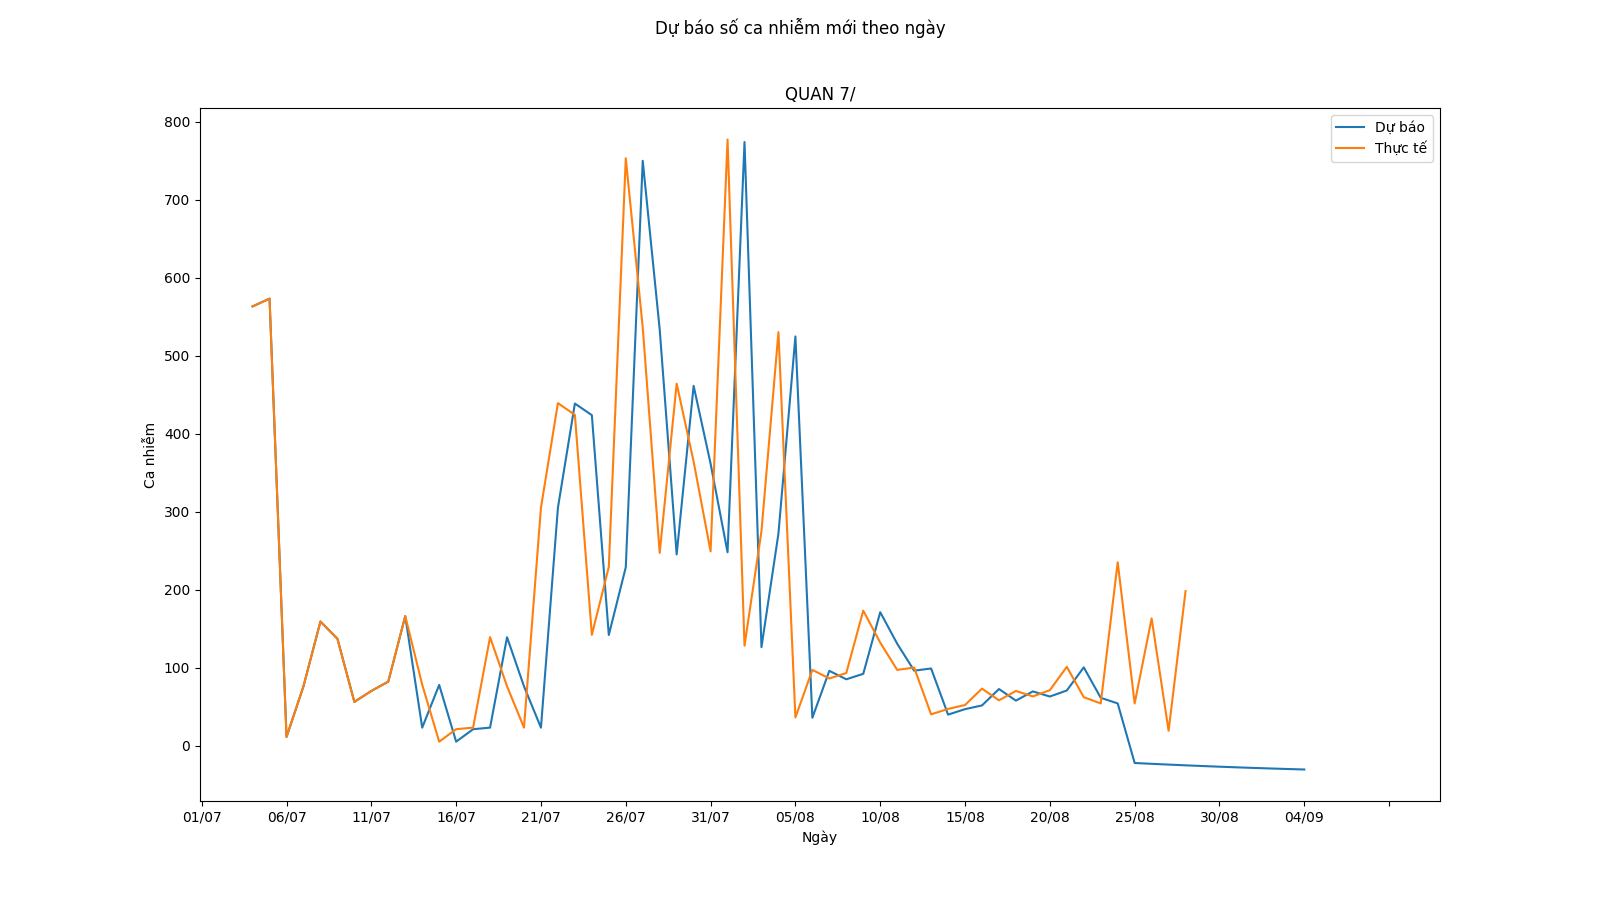 Dự báo số ca nhiễm mới theo ngày
QUAN 7/
Dự báo
Thực tế
800
700
600
500
400
300
200
100
0
Ca nhiễm
01/07 06/07 11/07 16/07 21/07 26/07 31/07 05/08 10/08 15/08 20/08 25/08 30/08 04/09
Ngày